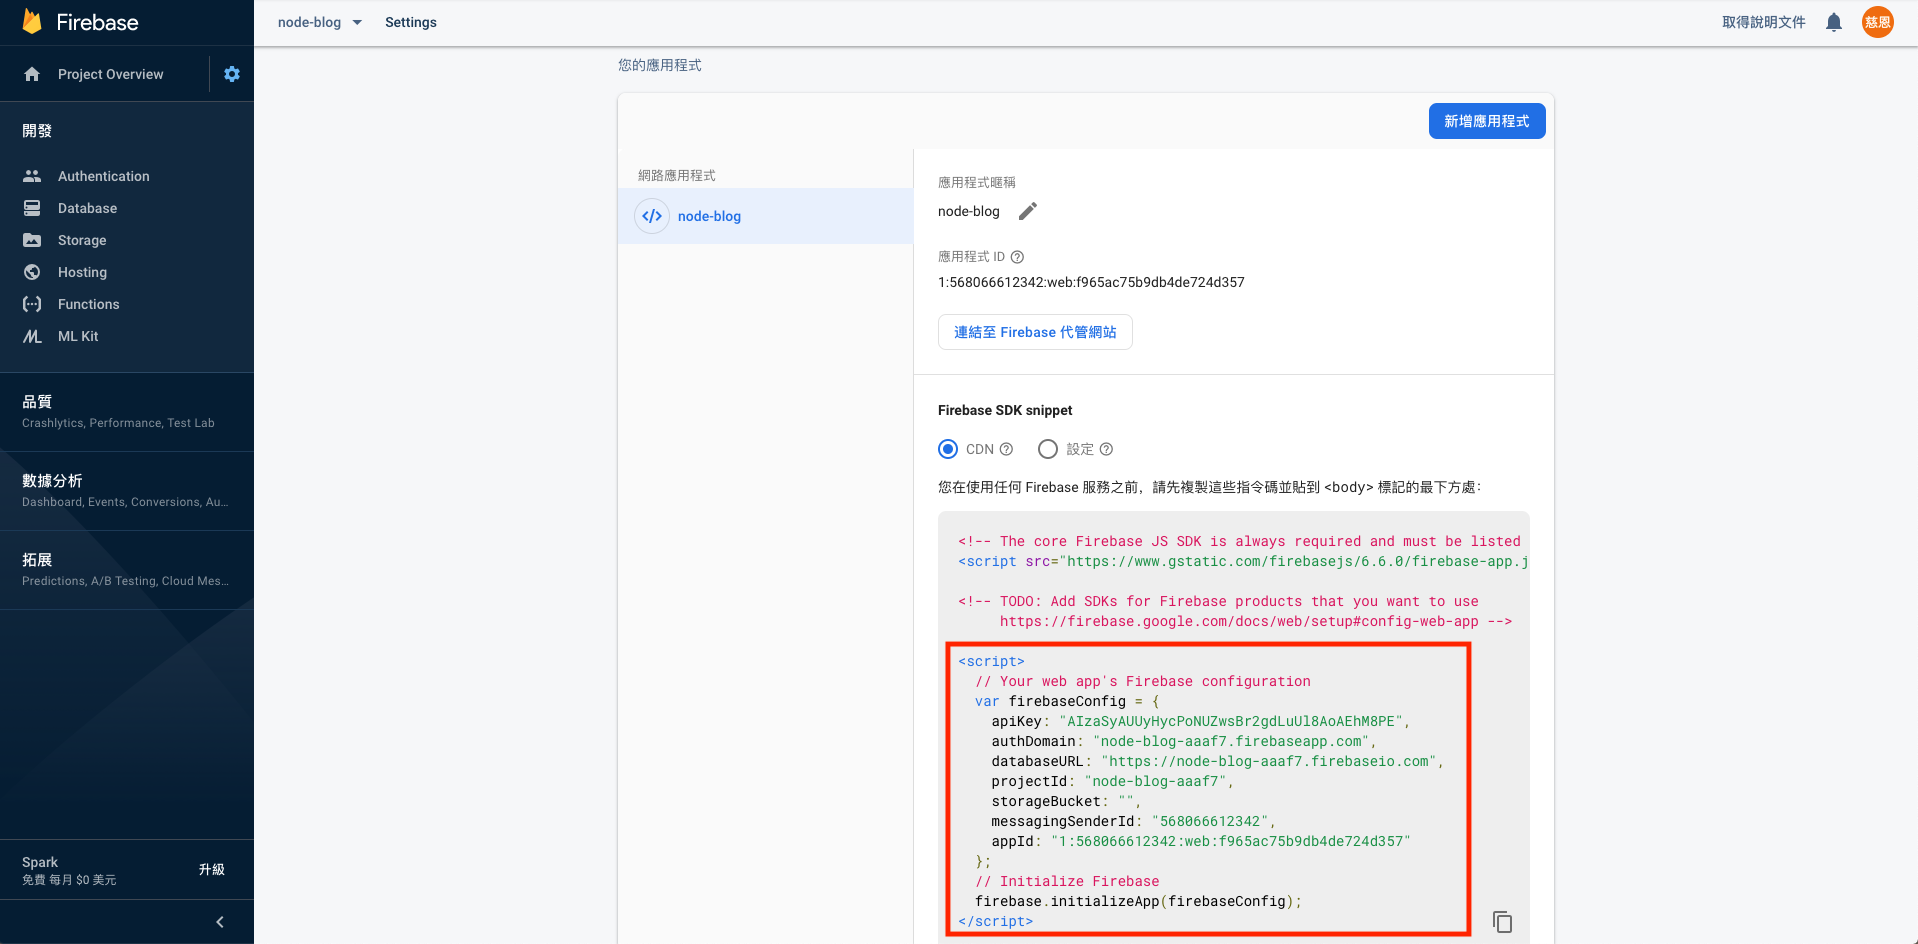 Firebase
node-blog
Settings
取得說明文件
慈恩
Project Overview
開發
Authentication
Database
Storage
Hosting
Functions
ML Kit
品質
Crashlytics, Performance, Test Lab
數據分析
Dashboard, Events, Conversions, Au...
拓展
Predictions, A/B Testing, Cloud Mes...
Spark
免費 每月 $0 美元
升級
您的應用程式
新增應用程式
網路應用程式
</> node-blog
應用程式暱稱
node-blog
應用程式 ID
1:568066612342:web:f965ac75b9db4de724d357
連結至 Firebase 代管網站
Firebase SDK snippet
CDN
設定
您在使用任何 Firebase 服務之前，請先複製這些指令碼並貼到 <body> 標記的最下方處：
<!-- The core Firebase JS SDK is always required and must be listed
<script src="https://www.gstatic.com/firebasejs/6.6.0/firebase-app.j
<!-- TODO: Add SDKs for Firebase products that you want to use
https://firebase.google.com/docs/web/setup#config-web-app -->
<script>
// Your web app's Firebase configuration
var firebaseConfig = {
apiKey: "AIzaSyAUUyHycPoNUZwsBr2gdLuUl8AoAEhM8PE",
authDomain: "node-blog-aaaf7.firebaseapp.com",
databaseURL: "https://node-blog-aaaf7.firebaseio.com",
projectId: "node-blog-aaaf7",
storageBucket: "",
messagingSenderId: "568066612342",
appId: "1:568066612342:web:f965ac75b9db4de724d357"
};
// Initialize Firebase
firebase.initializeApp(firebaseConfig);
</script>